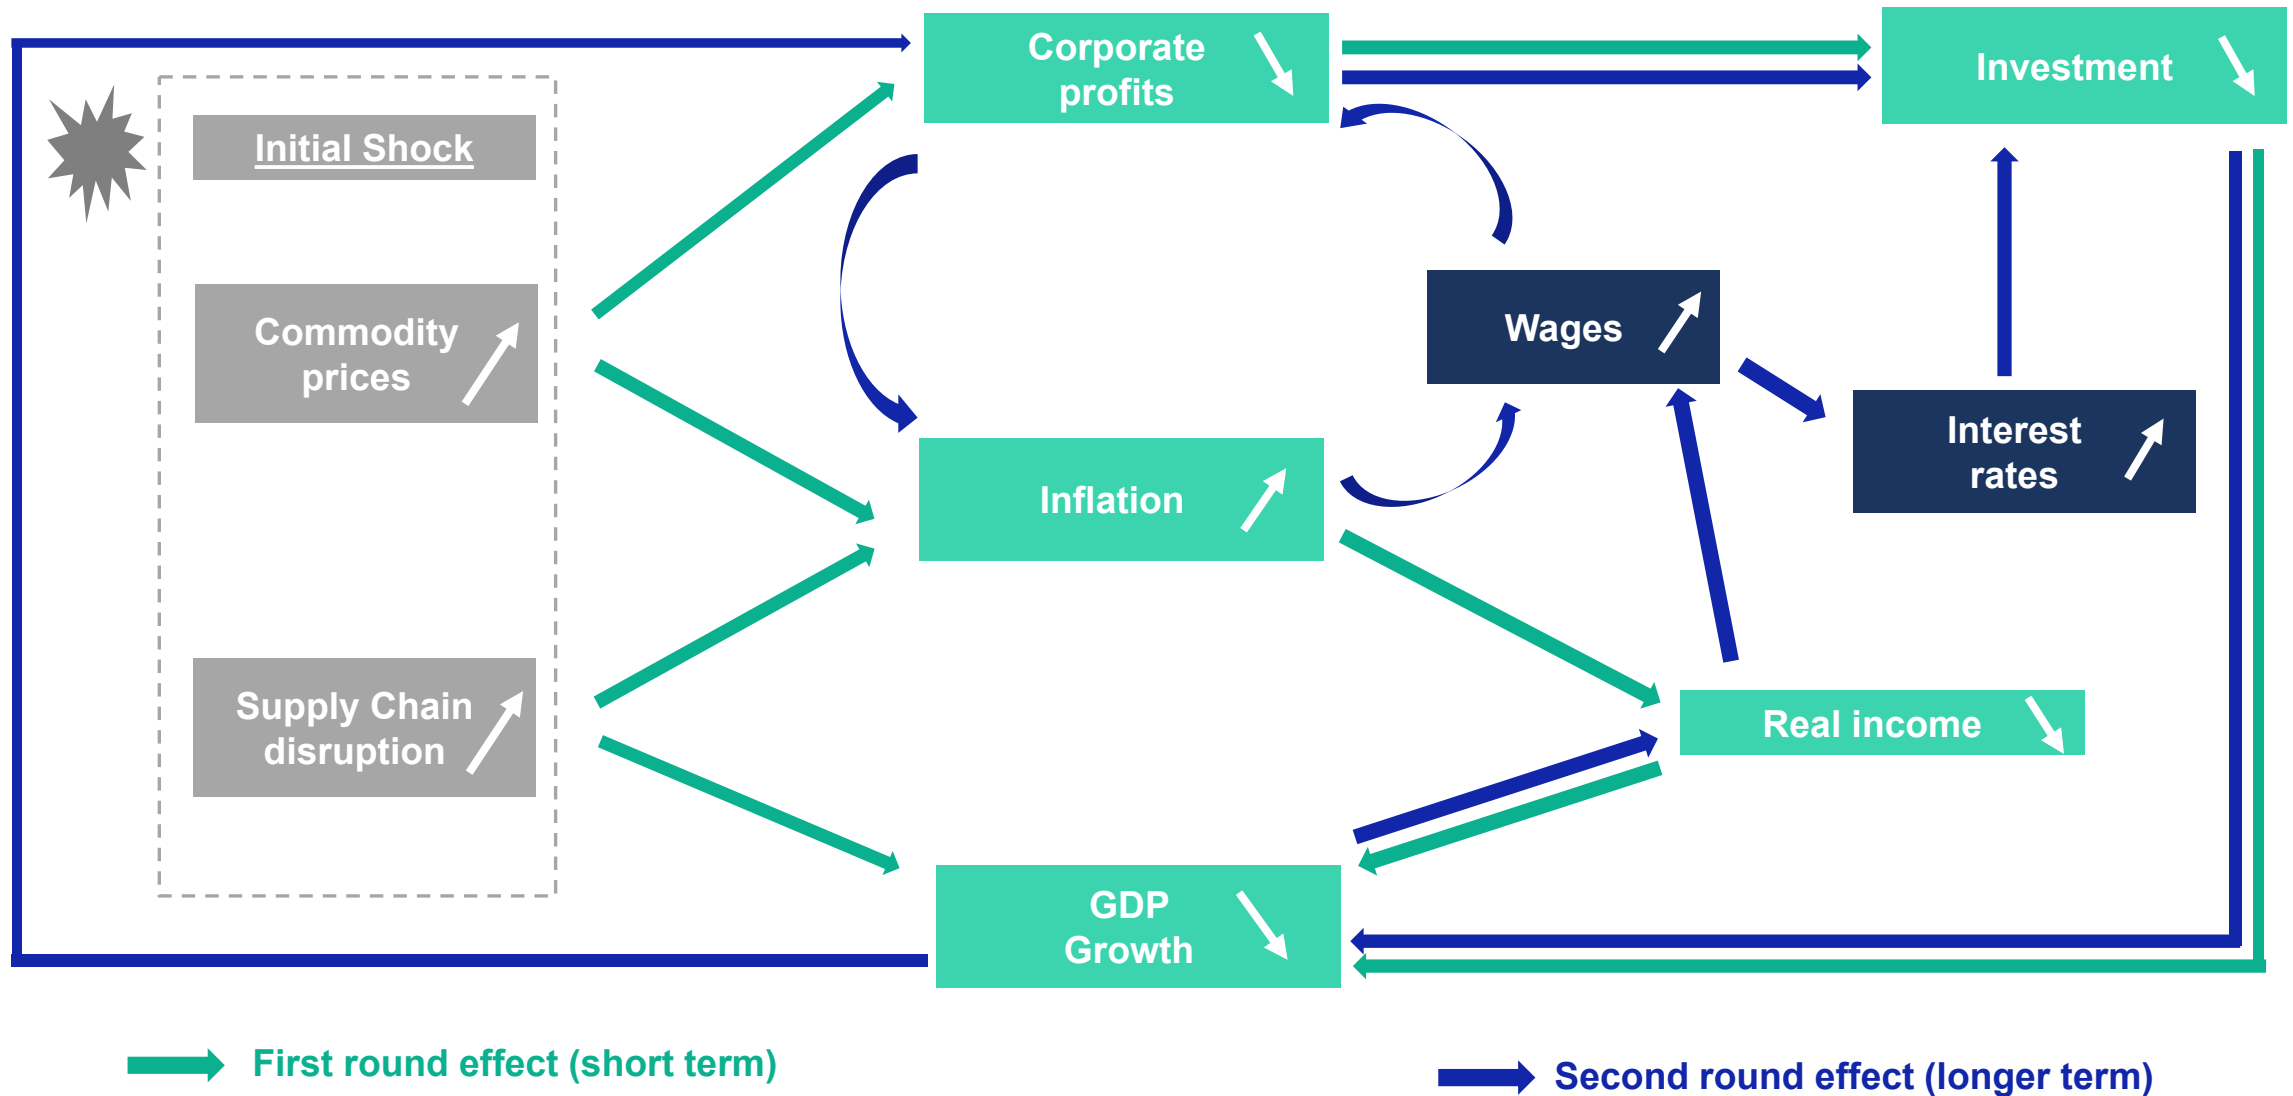 Corporate
profits
Investment
Initial Shock
Commodity
prices
Wages
Interest
rates
Inflation
Supply Chain
disruption
Real income
GDP
Growth
First round effect (short term)
Second round effect (longer term)